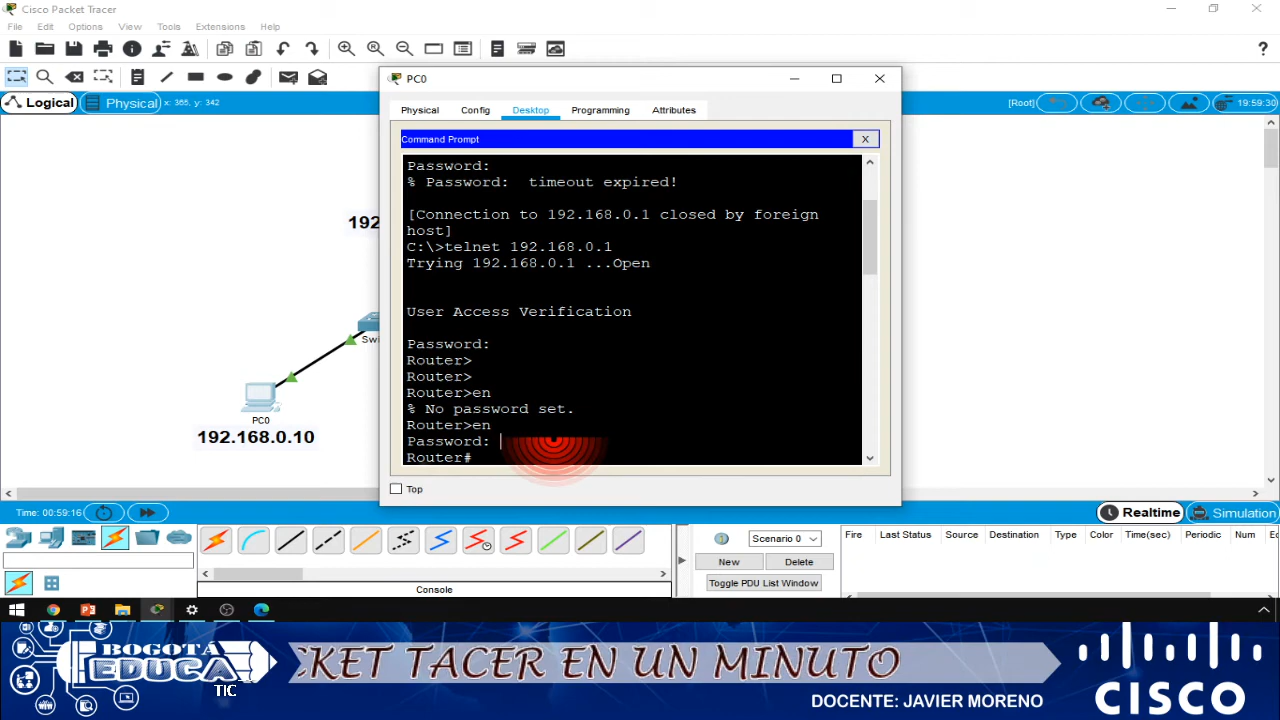 Cisco Packet Tracer
File Edit Options View Tools Extensions Help
Logical Physical x: 365, y: 342 [Root] 19:59:30
PC0
Physical Config Desktop Programming Attributes
Command Prompt X
Password:
% Password:  timeout expired!
[Connection to 192.168.0.1 closed by foreign
host]
C:\>telnet 192.168.0.1
Trying 192.168.0.1 ...Open
User Access Verification
Password:
Router>
Router>
Router>en
% No password set.
Router>en
Password:
Router#
Top
192
Swi
PC0
192.168.0.10
Time: 00:59:16 Realtime Simulation
Scenario 0
New Delete
Toggle PDU List Window
Fire Last Status Source Destination Type Color Time(sec) Periodic Num Ec
Console
BOGOTA
EDUCA
TIC
CKET TACER EN UN MINUTO
DOCENTE: JAVIER MORENO
CISCO